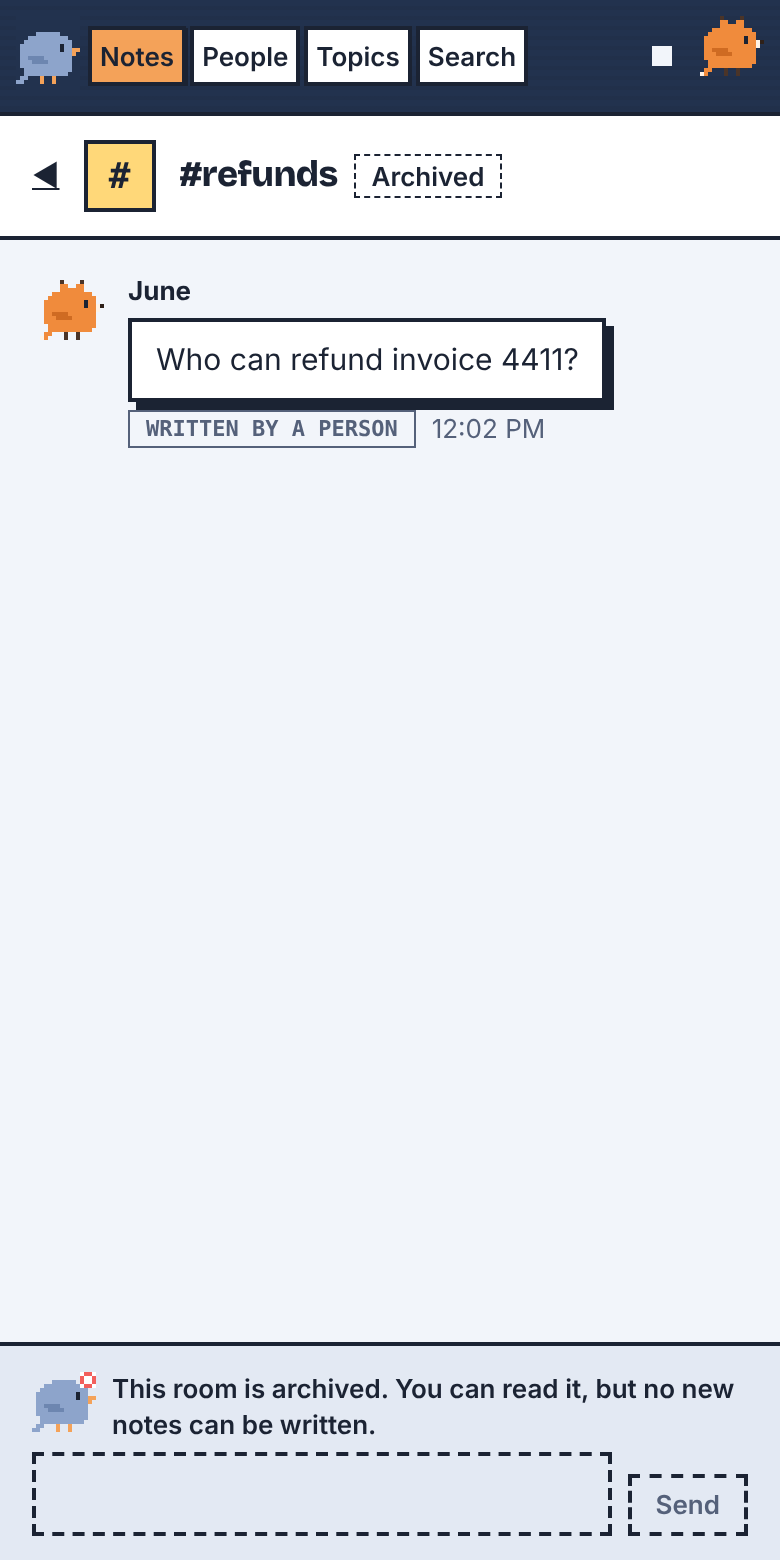 Notes People Topics Search
# #refunds Archived
June
Who can refund invoice 4411?
WRITTEN BY A PERSON 12:02 PM
This room is archived. You can read it, but no new
notes can be written.
Send